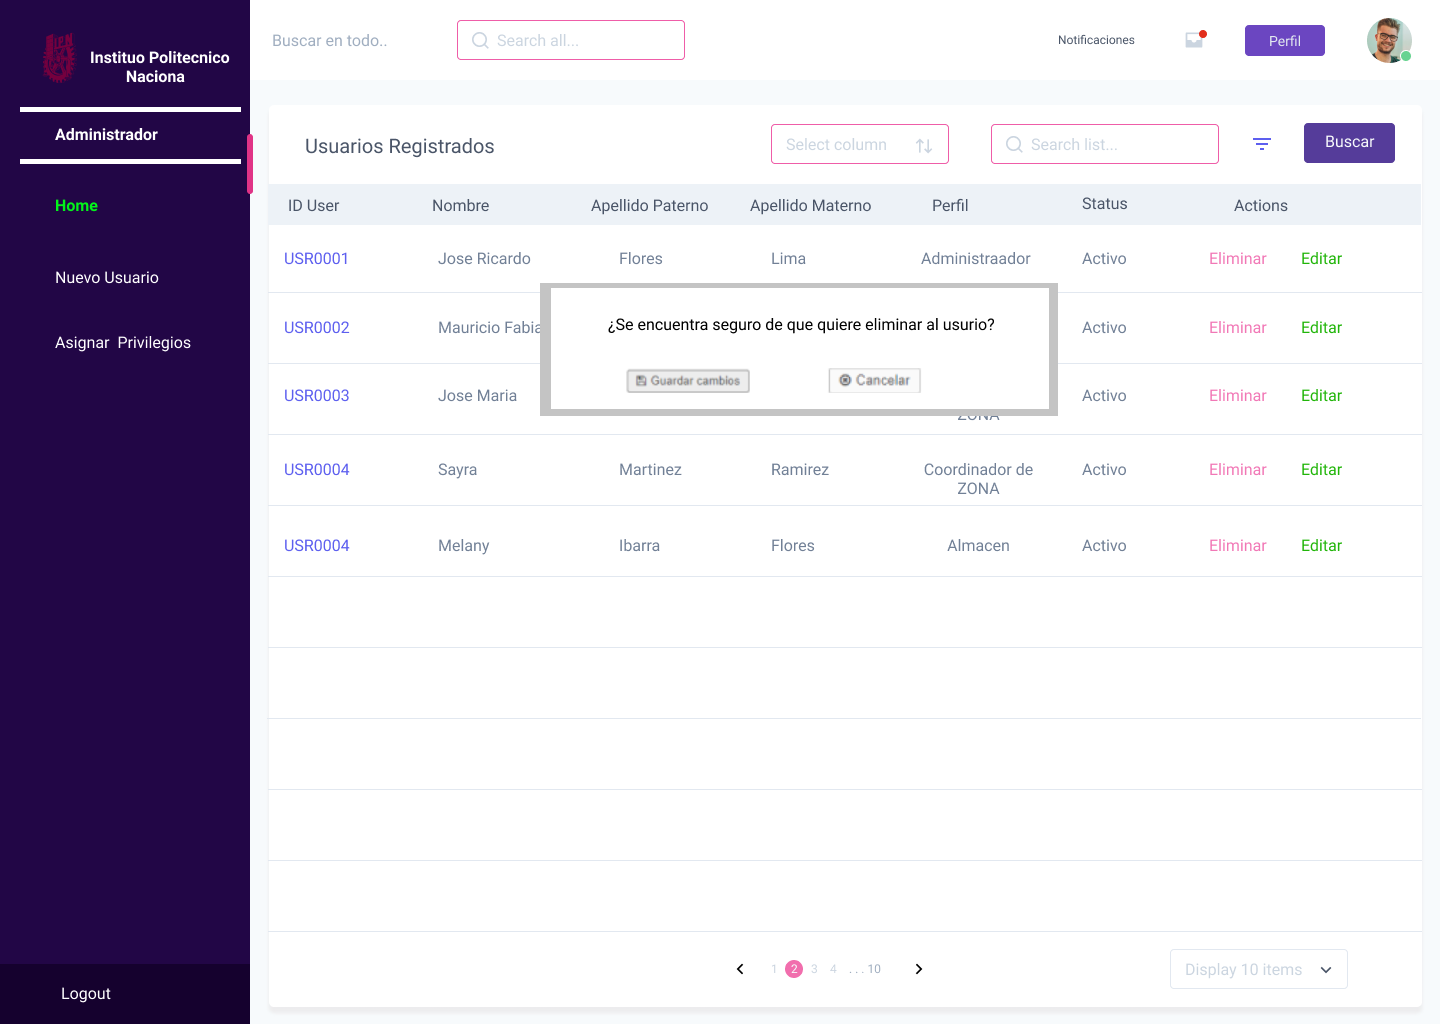 Instituo Politecnico
Naciona
Administrador
Home
Nuevo Usuario
Asignar  Privilegios
Logout
Buscar en todo..
Search all...
Notificaciones
Perfil
Usuarios Registrados
Select column
Search list...
Buscar
ID User Nombre Apellido Paterno Apellido Materno Perfil Status Actions
USR0001 Jose Ricardo Flores Lima Administraador Activo Eliminar Editar
USR0002 Mauricio Fabia Activo Eliminar Editar
¿Se encuentra seguro de que quiere eliminar al usurio?
Guardar cambios Cancelar
USR0003 Jose Maria Activo Eliminar Editar
ZONA
USR0004 Sayra Martinez Ramirez Coordinador de Activo Eliminar Editar
ZONA
USR0004 Melany Ibarra Flores Almacen Activo Eliminar Editar
1 2 3 4 . . . 10
Display 10 items